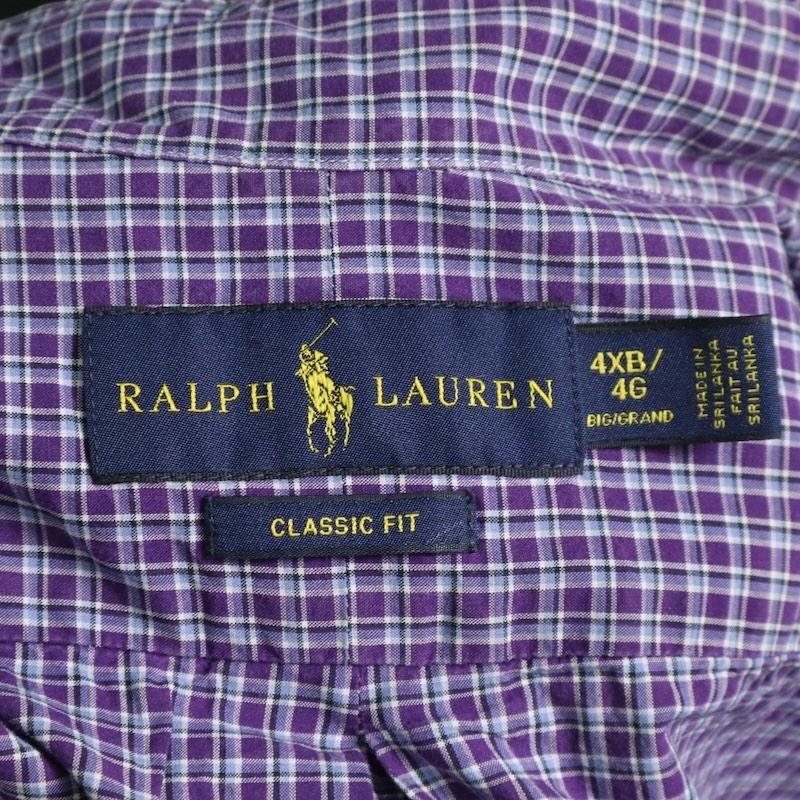 RALPH LAUREN
4XB/
4G
BIG/GRAND
MADE IN
SRI LANKA
FAIT AU
SRI LANKA
CLASSIC FIT